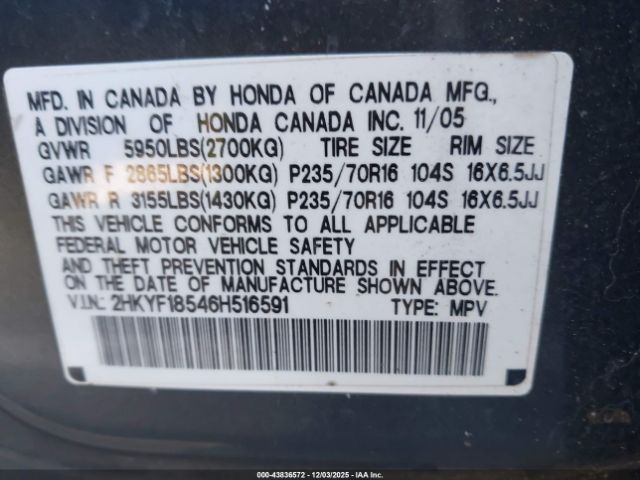 MFD. IN CANADA BY HONDA OF CANADA MFG.,
A DIVISION OF HONDA CANADA INC. 11/05
GVWR 5950LBS(2700KG) TIRE SIZE RIM SIZE
GAWR F 2865LBS(1300KG) P235/70R16 104S 16X6.5JJ
GAWR R 3155LBS(1430KG) P235/70R16 104S 16X6.5JJ
THIS VEHICLE CONFORMS TO ALL APPLICABLE
FEDERAL MOTOR VEHICLE SAFETY
AND THEFT PREVENTION STANDARDS IN EFFECT
ON THE DATE OF MANUFACTURE SHOWN ABOVE.
V.I.N.: 2HKYF18546H516591 TYPE: MPV
000-43836572 - 12/03/2025 - IAA Inc.